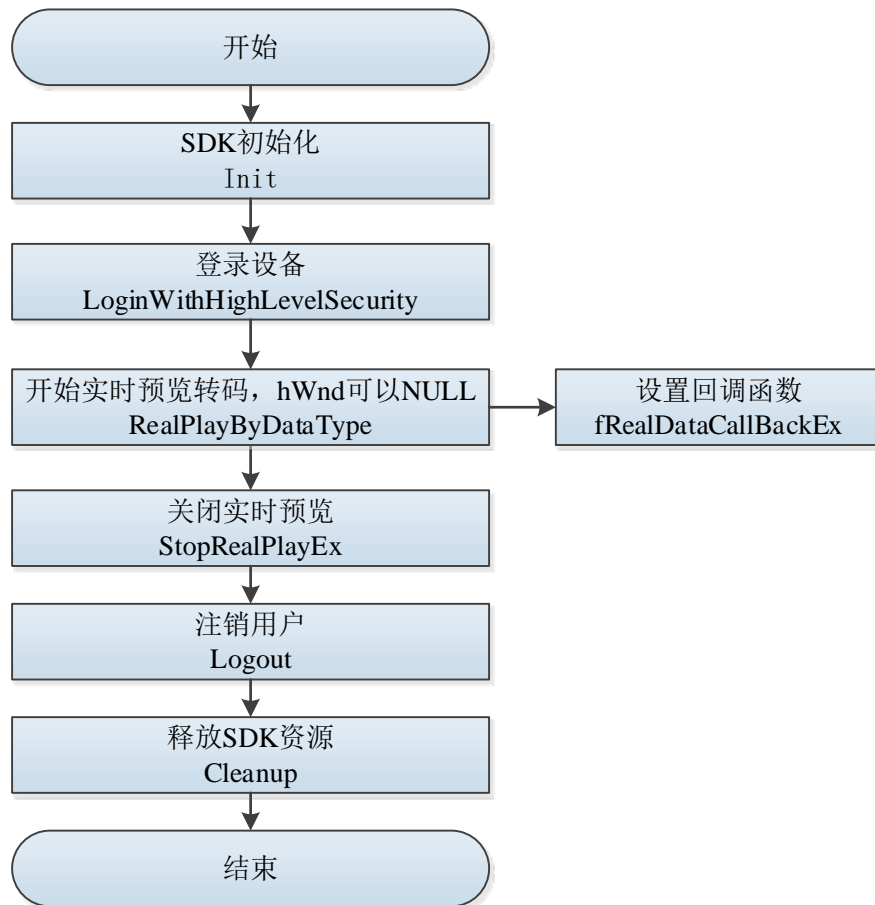 开始
SDK初始化
Init
登录设备
LoginWithHighLevelSecurity
开始实时预览转码，hWnd可以NULL
RealPlayByDataType
设置回调函数
fRealDataCallBackEx
关闭实时预览
StopRealPlayEx
注销用户
Logout
释放SDK资源
Cleanup
结束